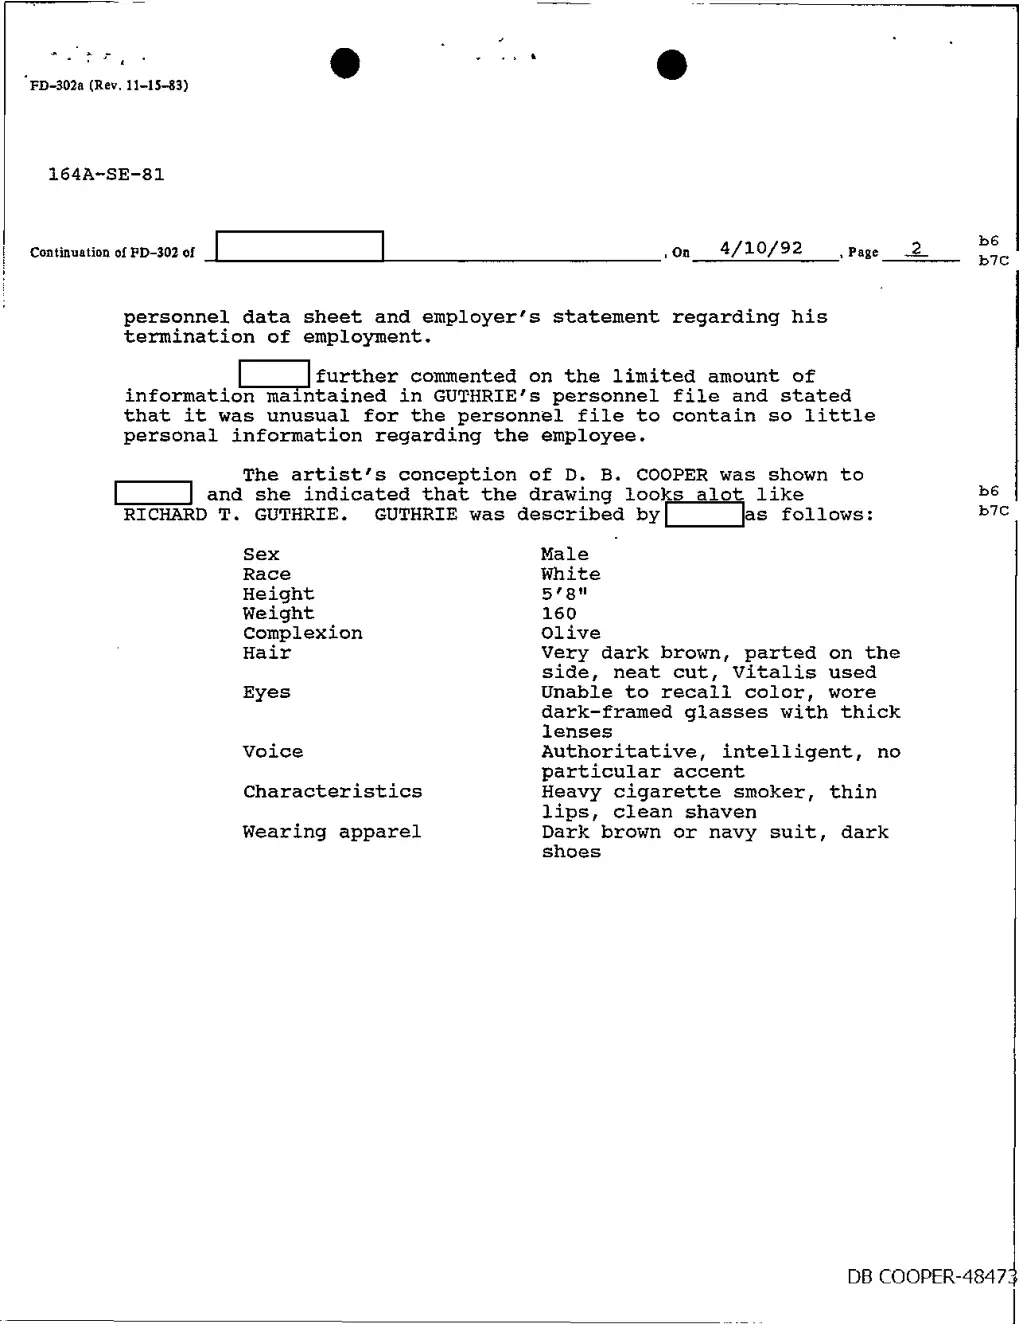 FD-302a (Rev. 11-15-83)
164A-SE-81
Continuation of FD-302 of , On 4/10/92 , Page 2
b6
b7C
personnel data sheet and employer's statement regarding his
termination of employment.
further commented on the limited amount of
information maintained in GUTHRIE's personnel file and stated
that it was unusual for the personnel file to contain so little
personal information regarding the employee.
The artist's conception of D. B. COOPER was shown to
and she indicated that the drawing looks alot like
RICHARD T. GUTHRIE. GUTHRIE was described by as follows:
b6
b7C
Sex Male
Race White
Height 5'8"
Weight 160
Complexion Olive
Hair Very dark brown, parted on the
side, neat cut, Vitalis used
Eyes Unable to recall color, wore
dark-framed glasses with thick
lenses
Voice Authoritative, intelligent, no
particular accent
Characteristics Heavy cigarette smoker, thin
lips, clean shaven
Wearing apparel Dark brown or navy suit, dark
shoes
DB COOPER-48473